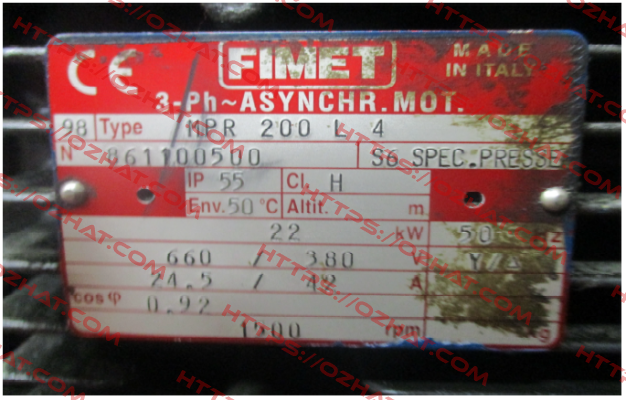 CE FIMET MADE IN ITALY
3-Ph~ASYNCHR.MOT.
98 Type MPR 200 L 4
N 861100500 S6 SPEC.PRESSE
IP 55 CL H
Env. 50 °C Altit. m
22 kW 50 Hz
660 / 380 V Y/Δ
24.5 / 42 A
cosφ 0.92
1500 rpm kg
HTTPS://OZHAT.COM